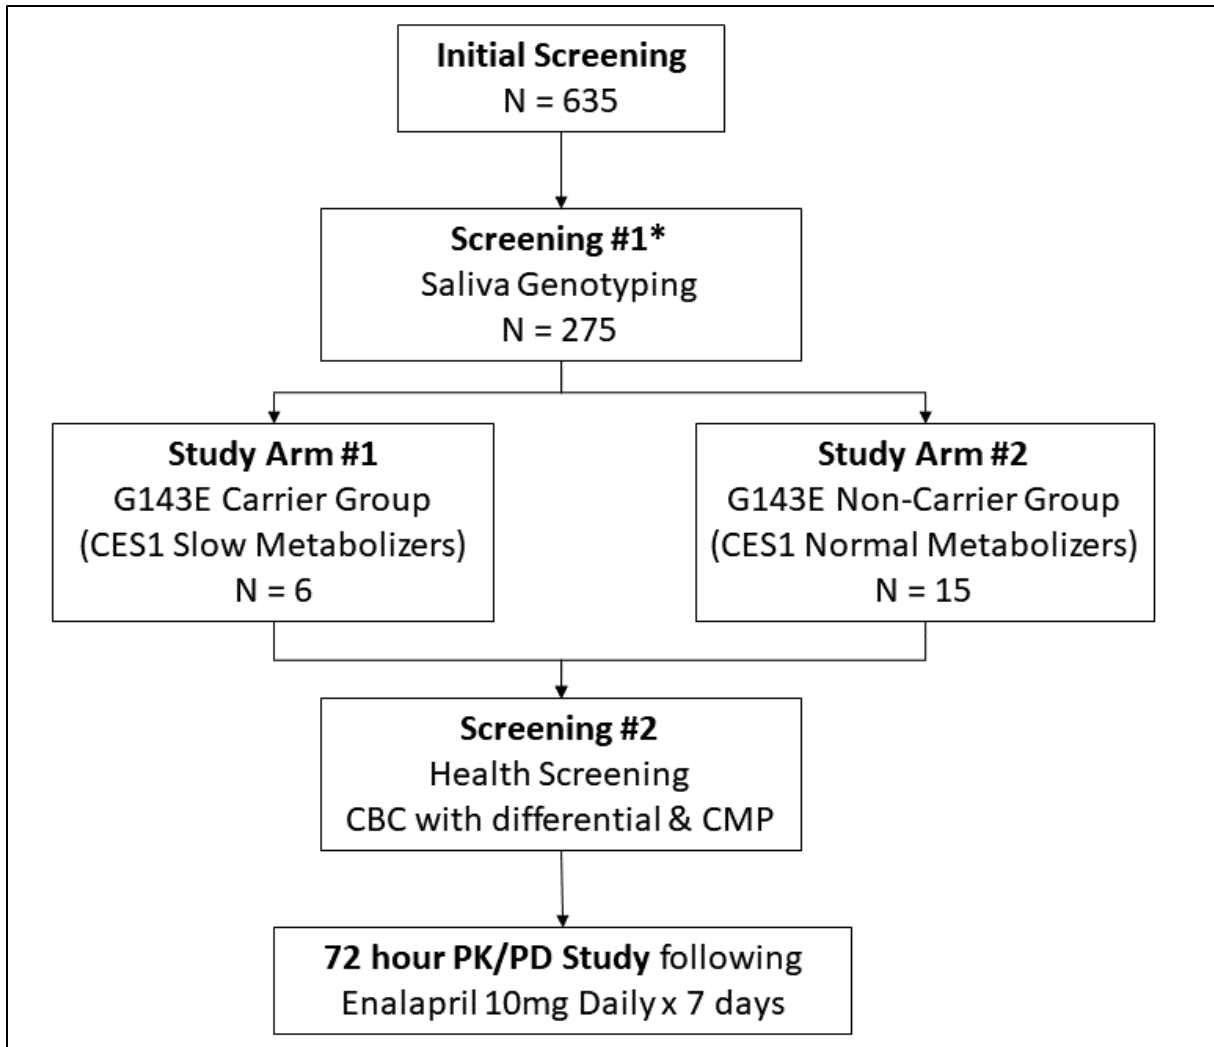 Initial Screening
N = 635
Screening #1*
Saliva Genotyping
N = 275
Study Arm #1
G143E Carrier Group
(CES1 Slow Metabolizers)
N = 6
Study Arm #2
G143E Non-Carrier Group
(CES1 Normal Metabolizers)
N = 15
Screening #2
Health Screening
CBC with differential & CMP
72 hour PK/PD Study following
Enalapril 10mg Daily x 7 days